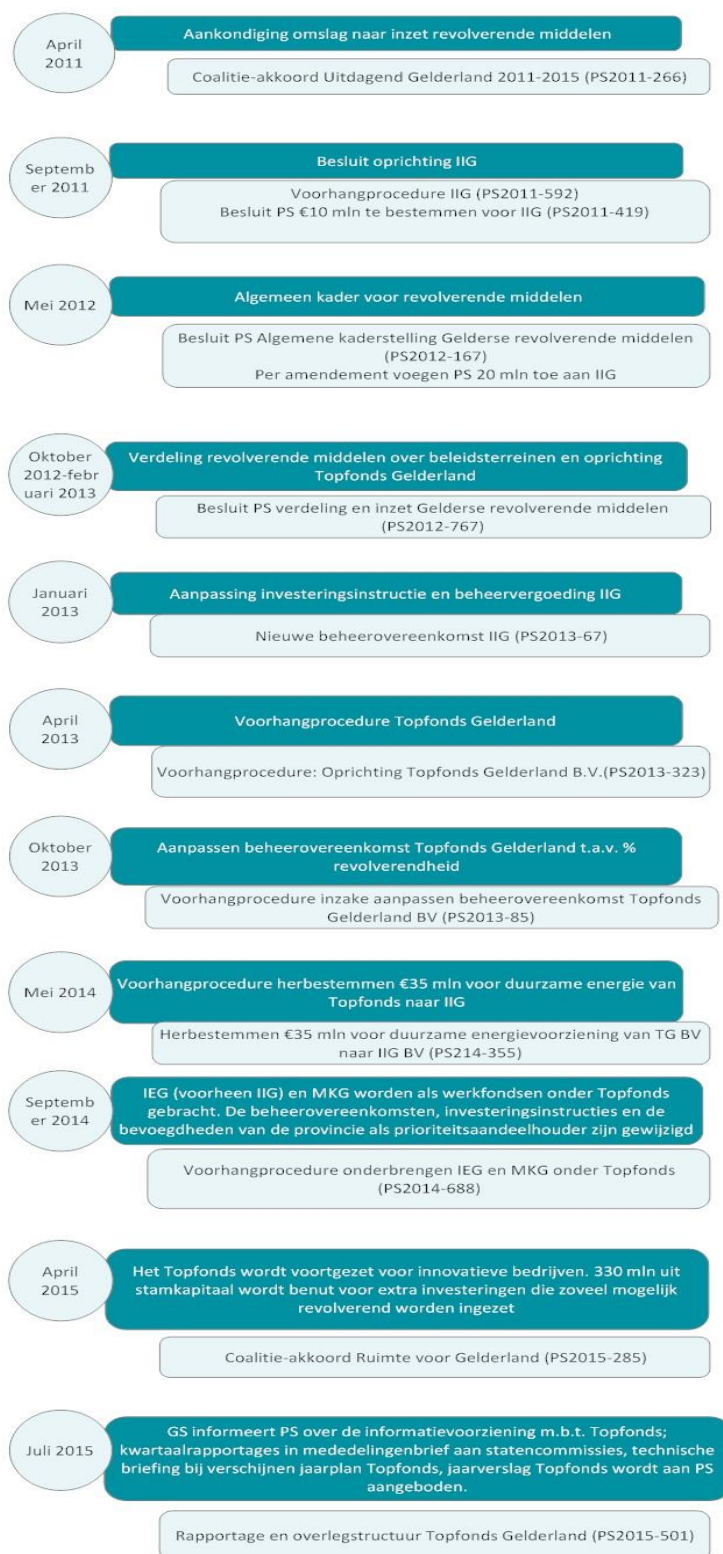 April
2011
Aankondiging omslag naar inzet revolverende middelen
Coalitie-akkoord Uitdagend Gelderland 2011-2015 (PS2011-266)
Septemb
er 2011
Besluit oprichting IIG
Voorhangprocedure IIG (PS2011-592)
Besluit PS €10 mln te bestemmen voor IIG (PS2011-419)
Mei 2012
Algemeen kader voor revolverende middelen
Besluit PS Algemene kaderstelling Gelderse revolverende middelen
(PS2012-167)
Per amendement voegen PS 20 mln toe aan IIG
Oktober
2012-febr
uari 2013
Verdeling revolverende middelen over beleidsterreinen en oprichting
Topfonds Gelderland
Besluit PS verdeling en inzet Gelderse revolverende middelen
(PS2012-767)
Januari
2013
Aanpassing investeringsinstructie en beheervergoeding IIG
Nieuwe beheerovereenkomst IIG (PS2013-67)
April
2013
Voorhangprocedure Topfonds Gelderland
Voorhangprocedure: Oprichting Topfonds Gelderland B.V.(PS2013-323)
Oktober
2013
Aanpassen beheerovereenkomst Topfonds Gelderland t.a.v. %
revolverendheid
Voorhangprocedure inzake aanpassen beheerovereenkomst Topfonds
Gelderland BV (PS2013-85)
Mei 2014
Voorhangprocedure herbestemmen €35 mln voor duurzame energie van
Topfonds naar IIG
Herbestemmen €35 mln voor duurzame energievoorziening van TG BV
naar IIG BV (PS214-355)
Septemb
er 2014
IEG (voorheen IIG) en MKG worden als werkfondsen onder Topfonds
gebracht. De beheerovereenkomsten, investeringsinstructies en de
bevoegdheden van de provincie als prioriteitsaandeelhouder zijn gewijzigd
Voorhangprocedure onderbrengen IEG en MKG onder Topfonds
(PS2014-688)
April
2015
Het Topfonds wordt voortgezet voor innovatieve bedrijven. 330 mln uit
stamkapitaal wordt benut voor extra investeringen die zoveel mogelijk
revolverend worden ingezet
Coalitie-akkoord Ruimte voor Gelderland (PS2015-285)
Juli 2015
GS informeert PS over de informatievoorziening m.b.t. Topfonds;
kwartaalrapportages in mededelingenbrief aan statencommissies, technische
briefing bij verschijnen jaarplan Topfonds, jaarverslag Topfonds wordt aan PS
aangeboden.
Rapportage en overlegstructuur Topfonds Gelderland (PS2015-501)